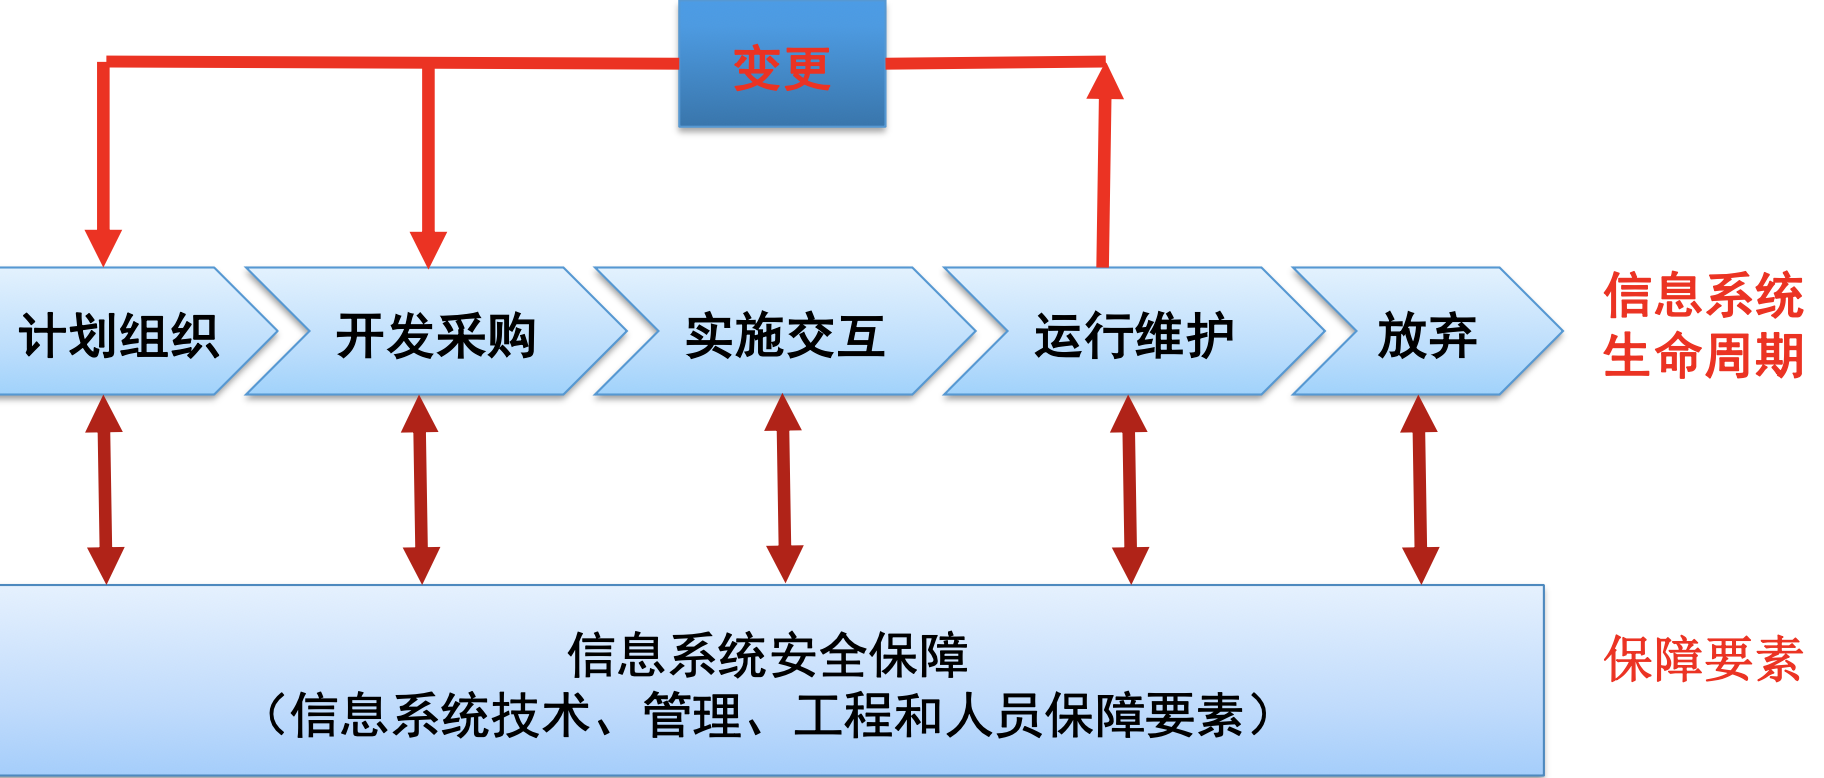 变更
计划组织
开发采购
实施交互
运行维护
放弃
信息系统
生命周期
信息系统安全保障
（信息系统技术、管理、工程和人员保障要素）
保障要素